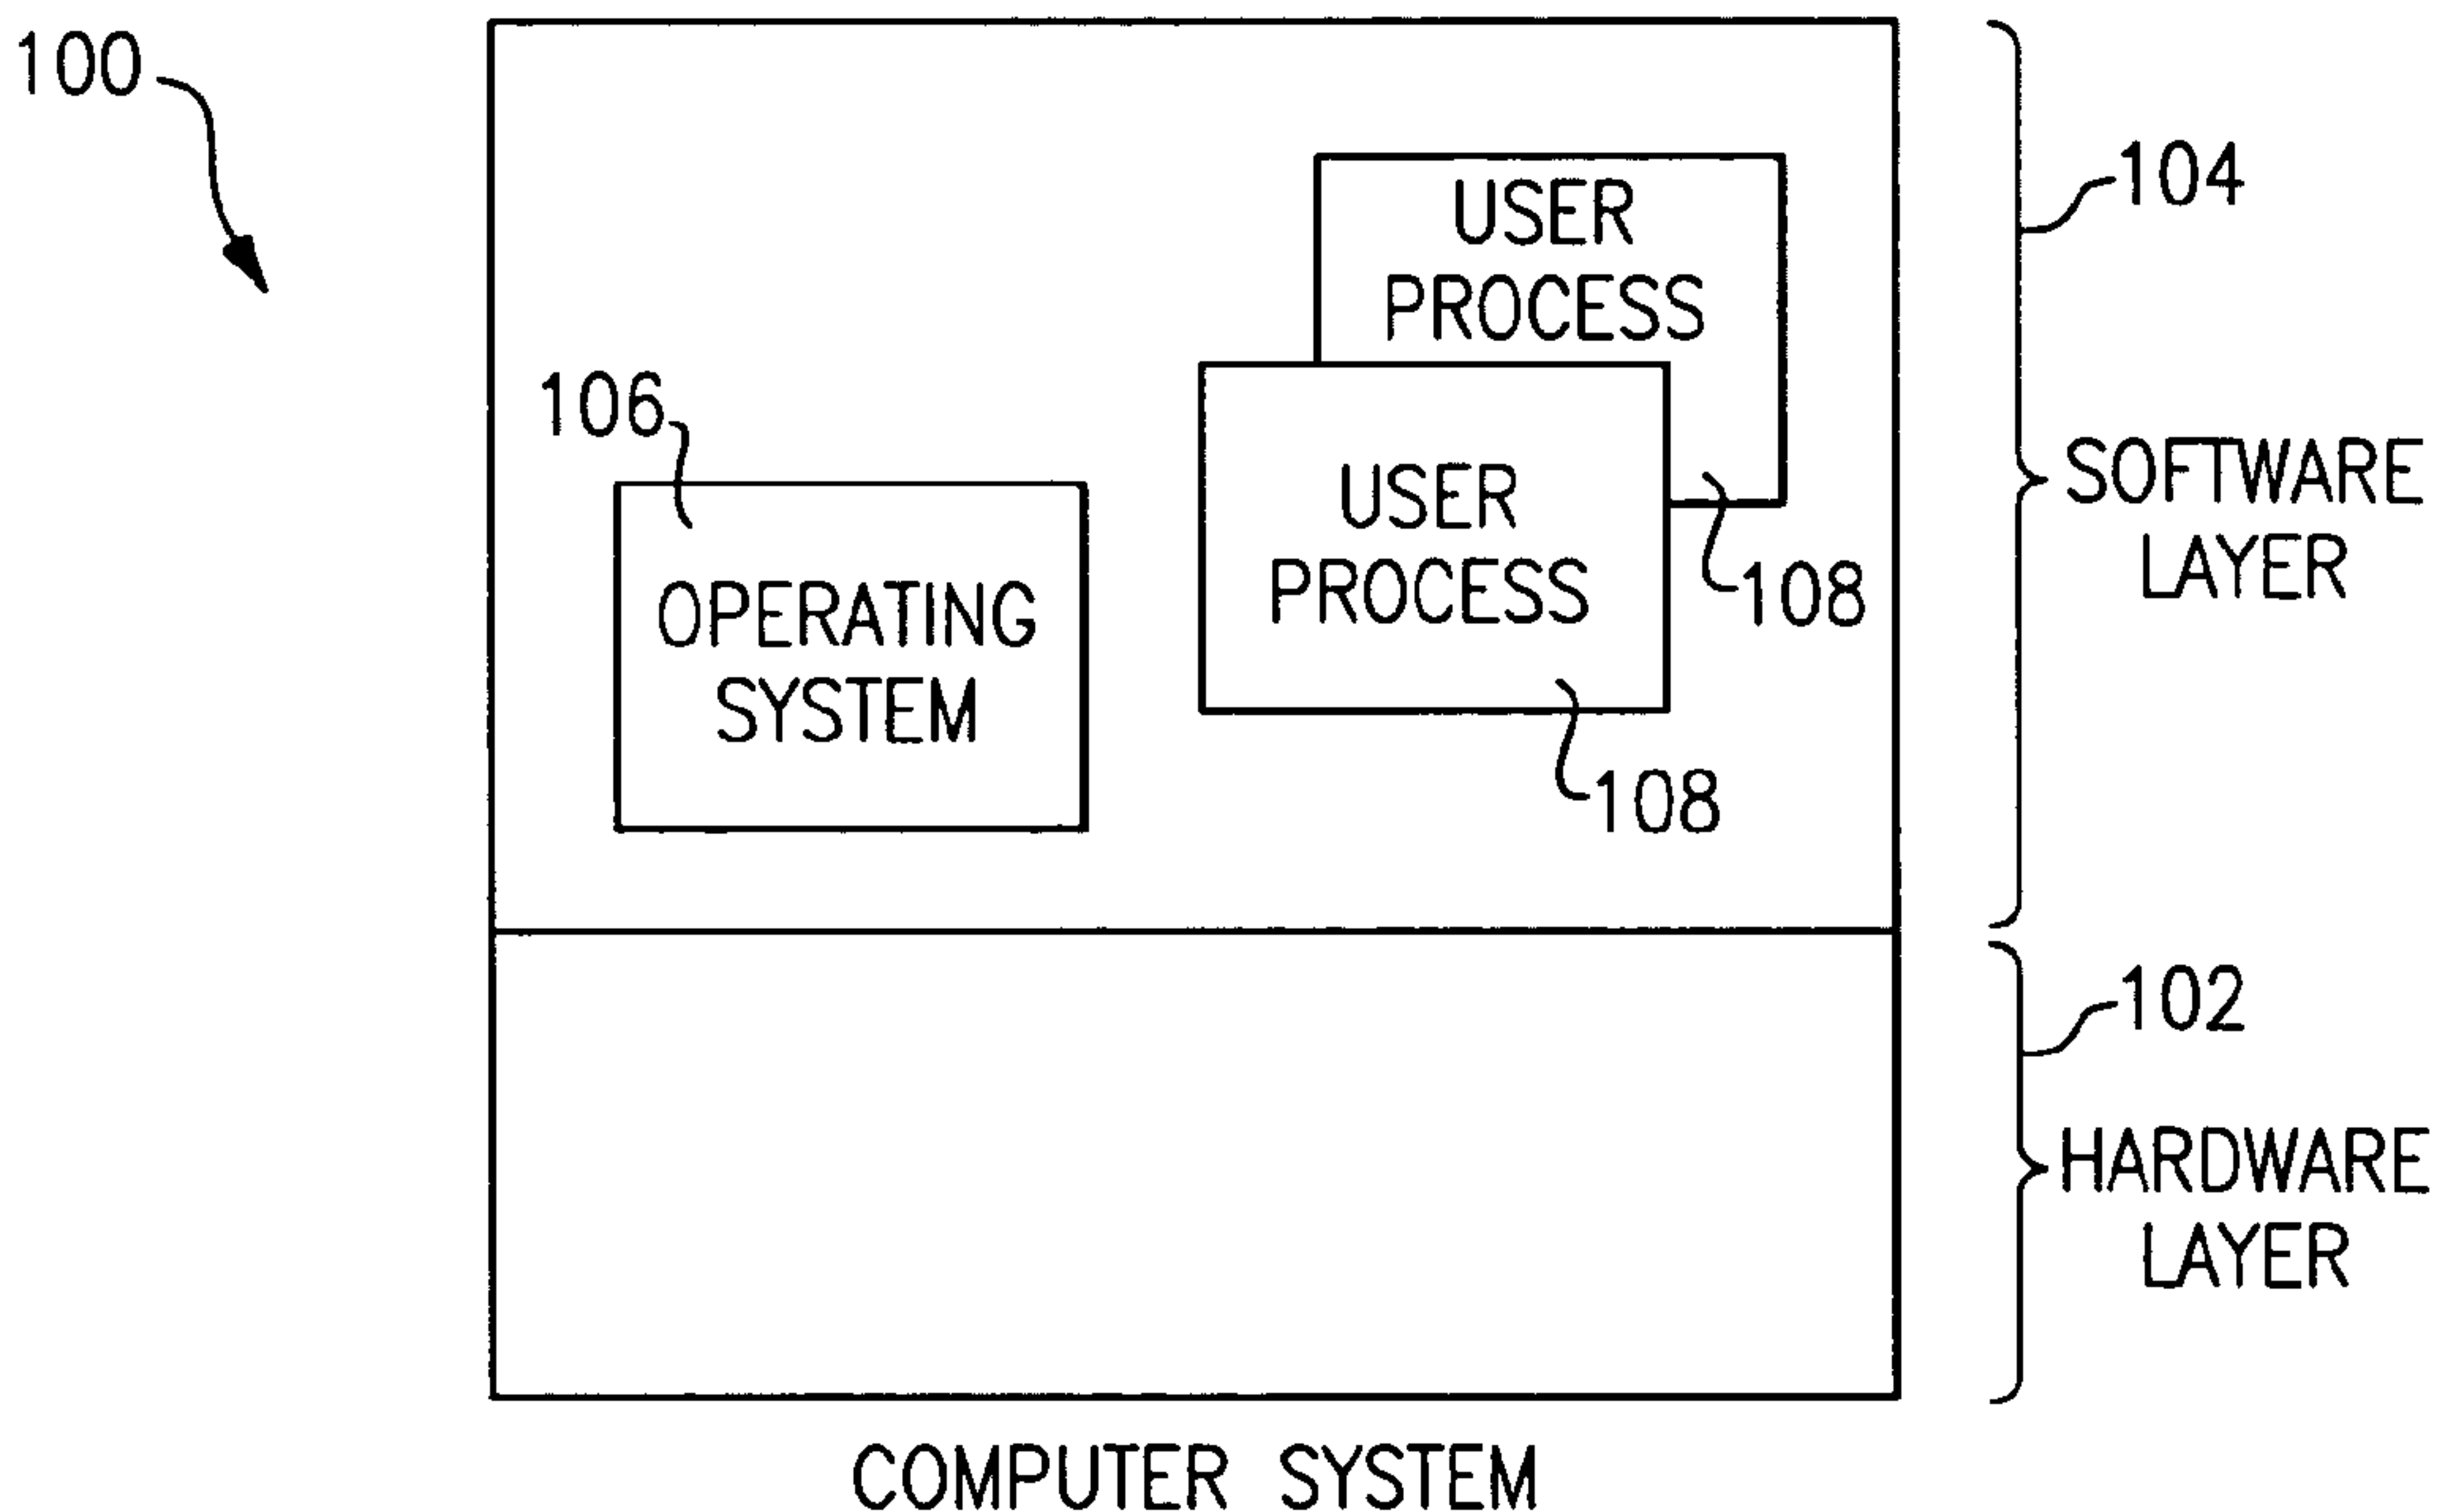 100
104
USER
PROCESS
106
USER
PROCESS
108
SOFTWARE
LAYER
OPERATING
SYSTEM
108
102
HARDWARE
LAYER
COMPUTER SYSTEM